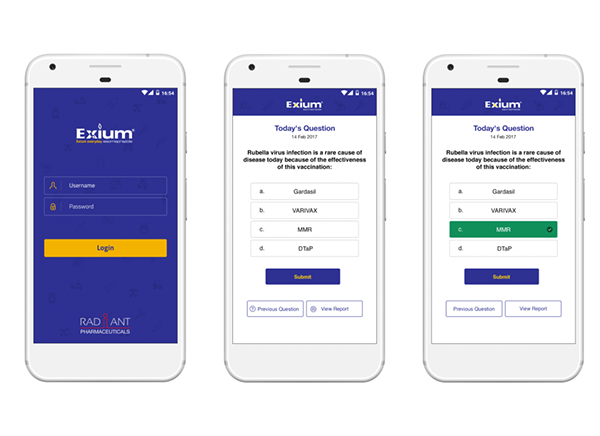 16:54
Exium®
Username
Password
Login
RADIANT
PHARMACEUTICALS
16:54
Exium
Today's Question
14 Feb 2017
Rubella virus infection is a rare cause of
disease today because of the effectiveness
of this vaccination:
a. Gardasil
b. VARIVAX
c. MMR
d. DTaP
Submit
Previous Question View Report
16:54
Exium
Today's Question
14 Feb 2017
Rubella virus infection is a rare cause of
disease today because of the effectiveness
of this vaccination:
a. Gardasil
b. VARIVAX
c. MMR
d. DTaP
Submit
Previous Question View Report